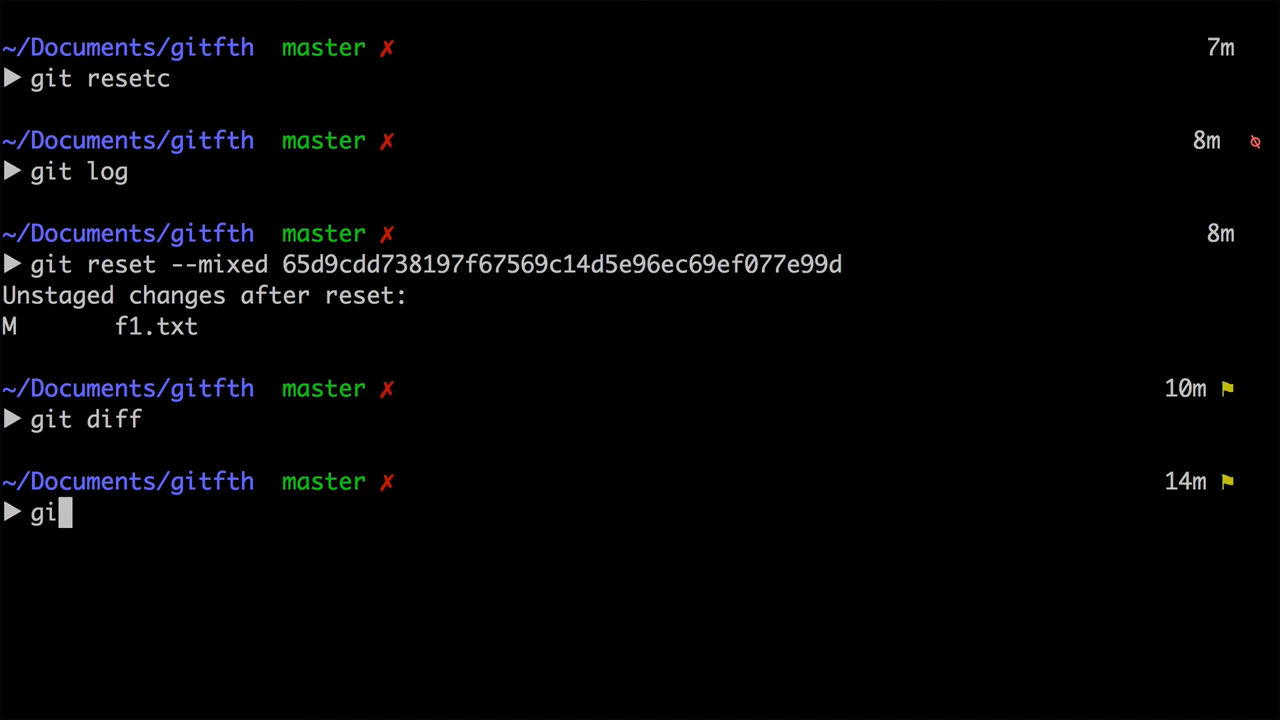 ~/Documents/gitfth master ✗ 7m
▶ git resetc
~/Documents/gitfth master ✗ 8m ⍉
▶ git log
~/Documents/gitfth master ✗ 8m
▶ git reset --mixed 65d9cdd738197f67569c14d5e96ec69ef077e99d
Unstaged changes after reset:
M f1.txt
~/Documents/gitfth master ✗ 10m ⚑
▶ git diff
~/Documents/gitfth master ✗ 14m ⚑
▶ gi